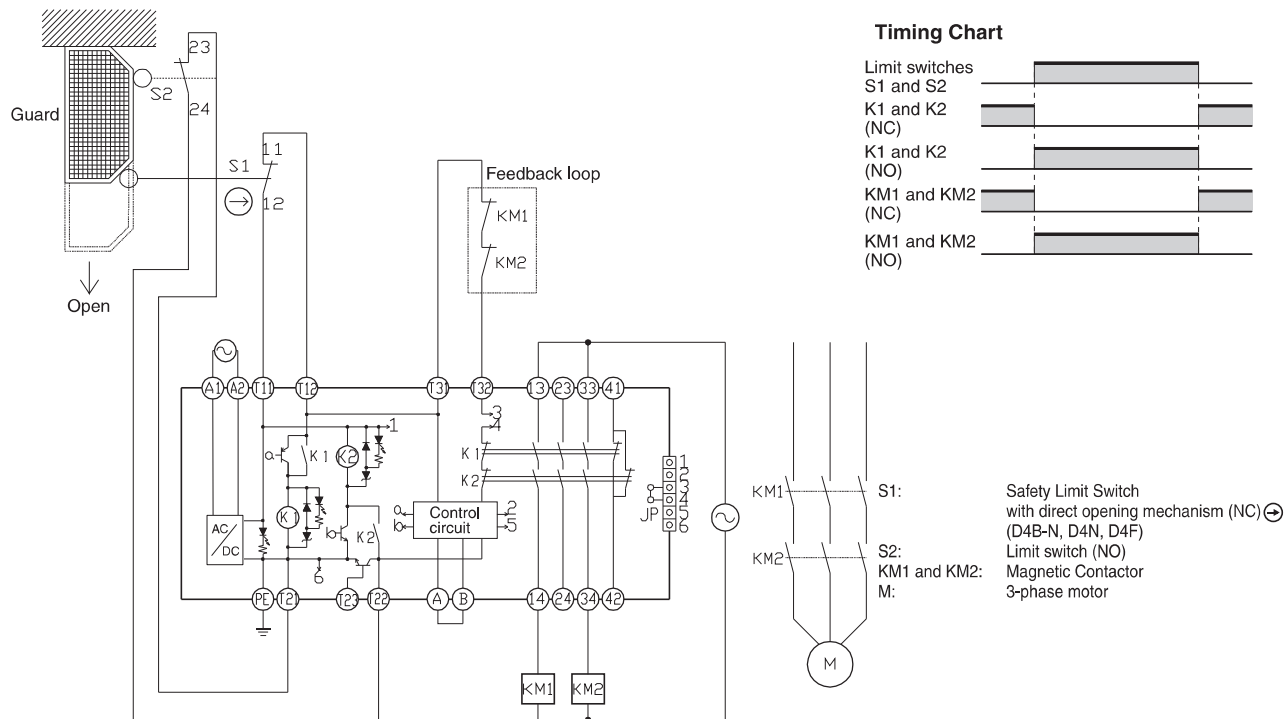 Timing Chart
Limit switches
S1 and S2
K1 and K2
(NC)
K1 and K2
(NO)
KM1 and KM2
(NC)
KM1 and KM2
(NO)
23
S2
24
Guard
11
S1
12
Open
Feedback loop
KM1
KM2
A1 A2 T11 T12 T31 T32 13 23 33 41
1
3
4
a
K1
K2
K1
K2
1
2
3
4
5
6
JP
K1
AC/DC
b
K2
Control
circuit
a
b
2
5
6
PE T21 T23 T22 A B 14 24 34 42
KM1 KM2
KM1
KM2
M
S1: Safety Limit Switch
with direct opening mechanism (NC)
(D4B-N, D4N, D4F)
S2: Limit switch (NO)
KM1 and KM2: Magnetic Contactor
M: 3-phase motor